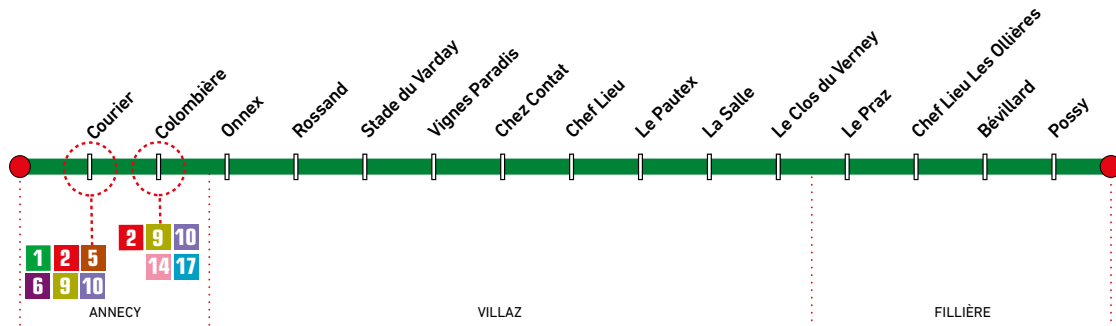 Courier
Colombière
Onnex
Rossand
Stade du Varday
Vignes Paradis
Chez Contat
Chef Lieu
Le Pautex
La Salle
Le Clos du Verney
Le Praz
Chef Lieu Les Ollières
Bévillard
Possy
1 2 5
6 9 10
2 9 10
14 17
ANNECY
VILLAZ
FILLIÈRE